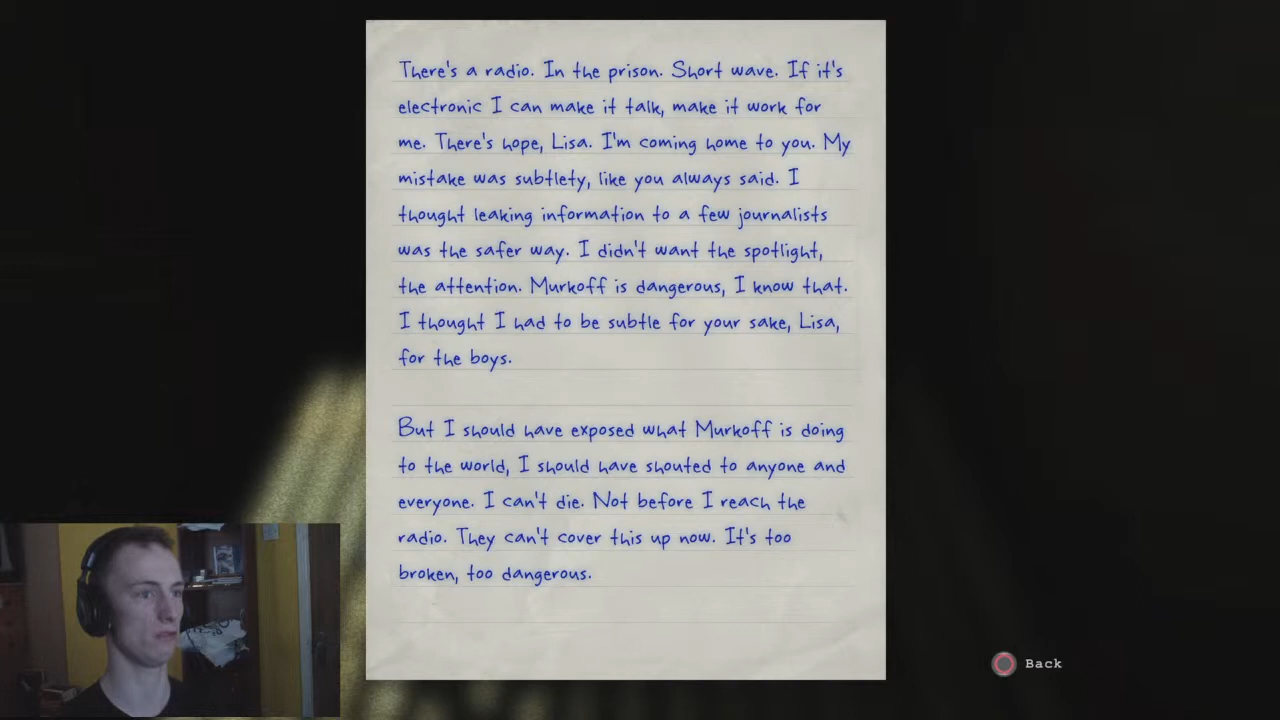 There's a radio. In the prison. Short wave. If it's
electronic I can make it talk, make it work for
me. There's hope, Lisa. I'm coming home to you. My
mistake was subtlety, like you always said. I
thought leaking information to a few journalists
was the safer way. I didn't want the spotlight,
the attention. Murkoff is dangerous, I know that.
I thought I had to be subtle for your sake, Lisa,
for the boys.
But I should have exposed what Murkoff is doing
to the world, I should have shouted to anyone and
everyone. I can't die. Not before I reach the
radio. They can't cover this up now. It's too
broken, too dangerous.
Back